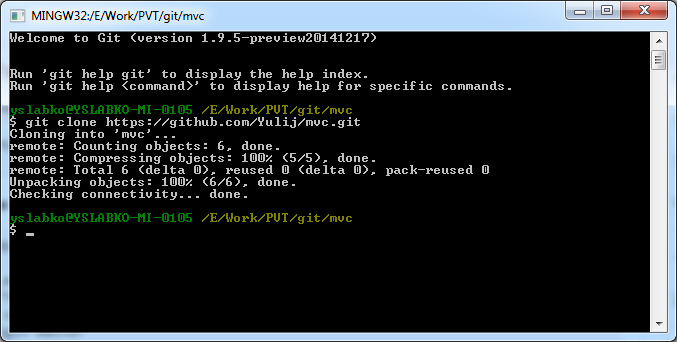 MINGW32:/E/Work/PVT/git/mvc
Welcome to Git (version 1.9.5-preview20141217)
Run 'git help git' to display the help index.
Run 'git help <command>' to display help for specific commands.
yslabko@YSLABKO-MI-0105 /E/Work/PVT/git/mvc
$ git clone https://github.com/Yulij/mvc.git
Cloning into 'mvc'...
remote: Counting objects: 6, done.
remote: Compressing objects: 100% (5/5), done.
remote: Total 6 (delta 0), reused 0 (delta 0), pack-reused 0
Unpacking objects: 100% (6/6), done.
Checking connectivity... done.
yslabko@YSLABKO-MI-0105 /E/Work/PVT/git/mvc
$ _